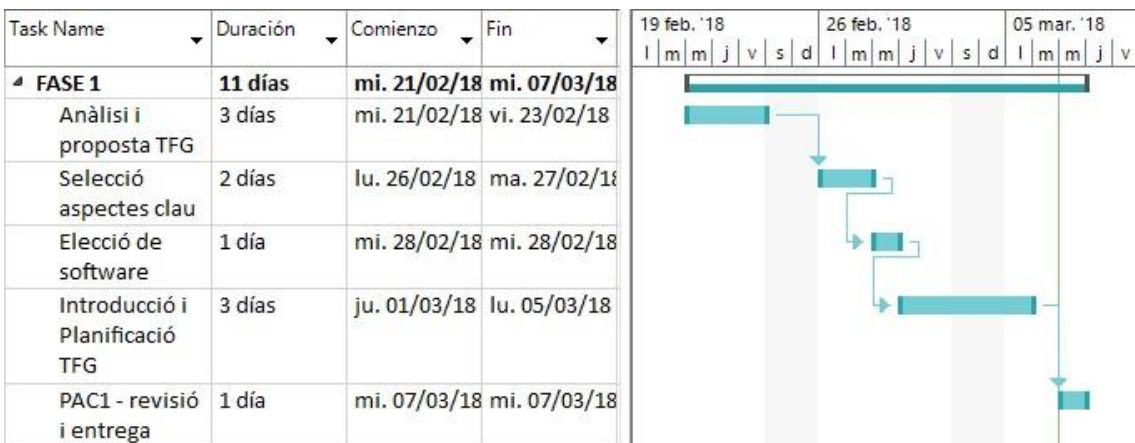 Task Name Duración Comienzo Fin 19 feb. '18 26 feb. '18 05 mar. '18
l m m j v s d l m m j v s d l m m j v
FASE 1 11 días mi. 21/02/18 mi. 07/03/18
Anàlisi i 3 días mi. 21/02/18 vi. 23/02/18
proposta TFG
Selecció 2 días lu. 26/02/18 ma. 27/02/18
aspectes clau
Elecció de 1 día mi. 28/02/18 mi. 28/02/18
software
Introducció i 3 días ju. 01/03/18 lu. 05/03/18
Planificació
TFG
PAC1 - revisió 1 día mi. 07/03/18 mi. 07/03/18
i entrega